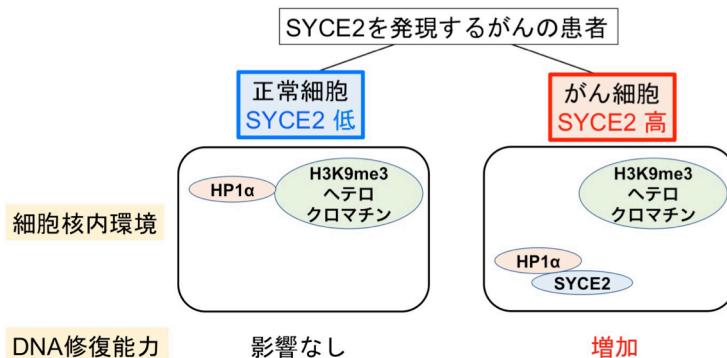 SYCE2を発現するがんの患者
正常細胞
SYCE2 低
がん細胞
SYCE2 高
細胞核内環境
HP1α
H3K9me3
ヘテロ
クロマチン
H3K9me3
ヘテロ
クロマチン
HP1α
SYCE2
DNA修復能力
影響なし
増加